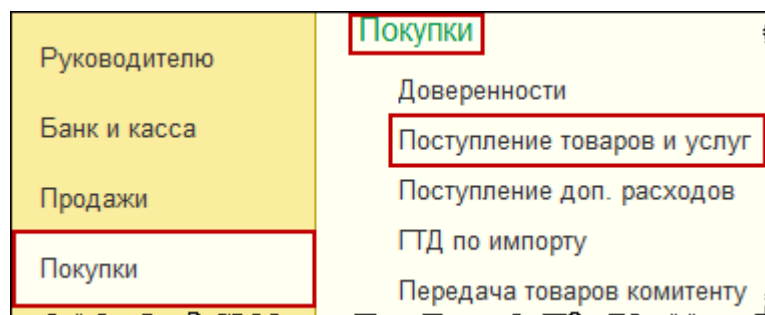 Руководителю
Банк и касса
Продажи
Покупки
Покупки
Доверенности
Поступление товаров и услуг
Поступление доп. расходов
ГТД по импорту
Передача товаров комитенту